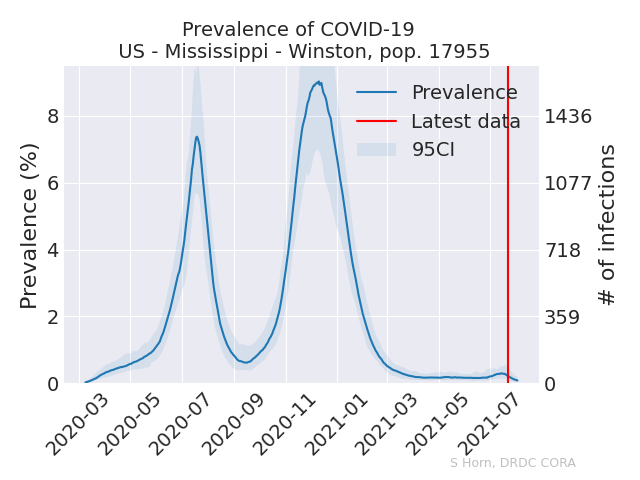 Prevalence of COVID-19
US - Mississippi - Winston, pop. 17955
Prevalence
Latest data
95CI
Prevalence (%)
8
6
4
2
0
1436
1077
718
359
0
# of infections
2020-03
2020-05
2020-07
2020-09
2020-11
2021-01
2021-03
2021-05
2021-07
S Horn, DRDC CORA